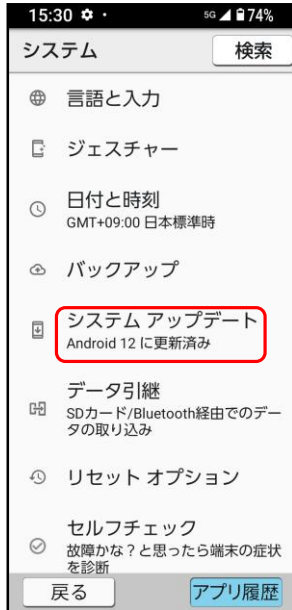 15:30 5G 74%
システム 検索
言語と入力
ジェスチャー
日付と時刻
GMT+09:00 日本標準時
バックアップ
システム アップデート
Android 12 に更新済み
データ引継
SDカード/Bluetooth経由でのデー
タの取り込み
リセット オプション
セルフチェック
故障かな？と思ったら端末の症状
を診断
戻る アプリ履歴